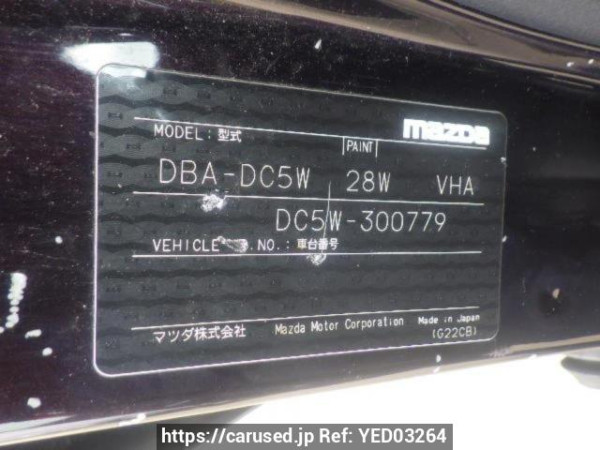 mazda
MODEL: 型式 PAINT
DBA-DC5W 28W VHA
DC5W-300779
VEHICLE NO.: 車台番号
マツダ株式会社 Mazda Motor Corporation Made in Japan
(G22CB)
https://carused.jp Ref: YED03264